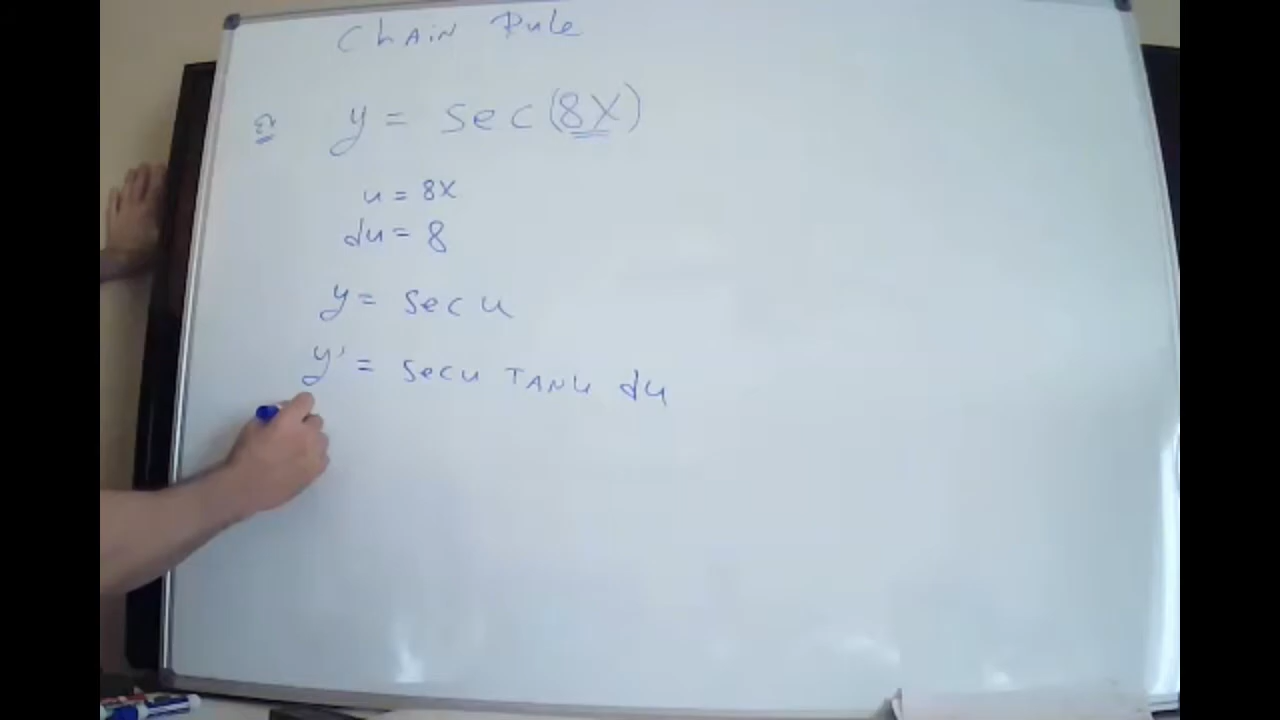 Chain Rule
y = sec(8x)
u = 8x
du = 8
y = sec u
y' = sec u TAN u du